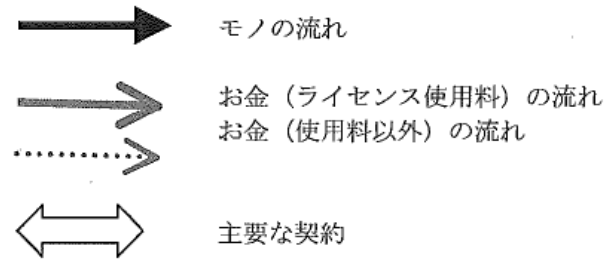 モノの流れ
お金（ライセンス使用料）の流れ
お金（使用料以外）の流れ
主要な契約